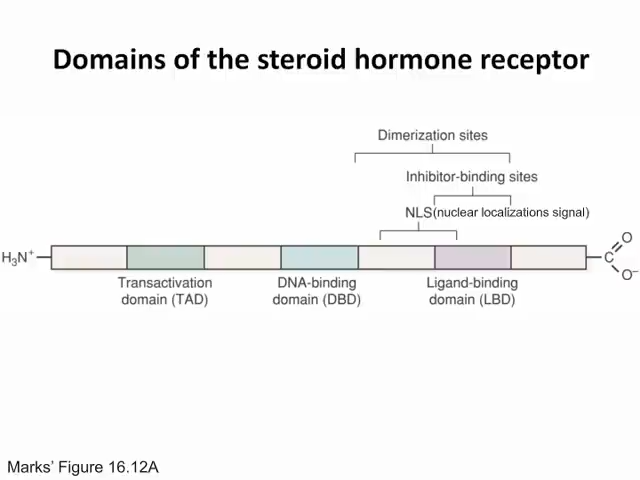 Domains of the steroid hormone receptor
Dimerization sites
Inhibitor-binding sites
NLS(nuclear localizations signal)
H₃N⁺
C
O
O⁻
Transactivation
domain (TAD)
DNA-binding
domain (DBD)
Ligand-binding
domain (LBD)
Marks’ Figure 16.12A